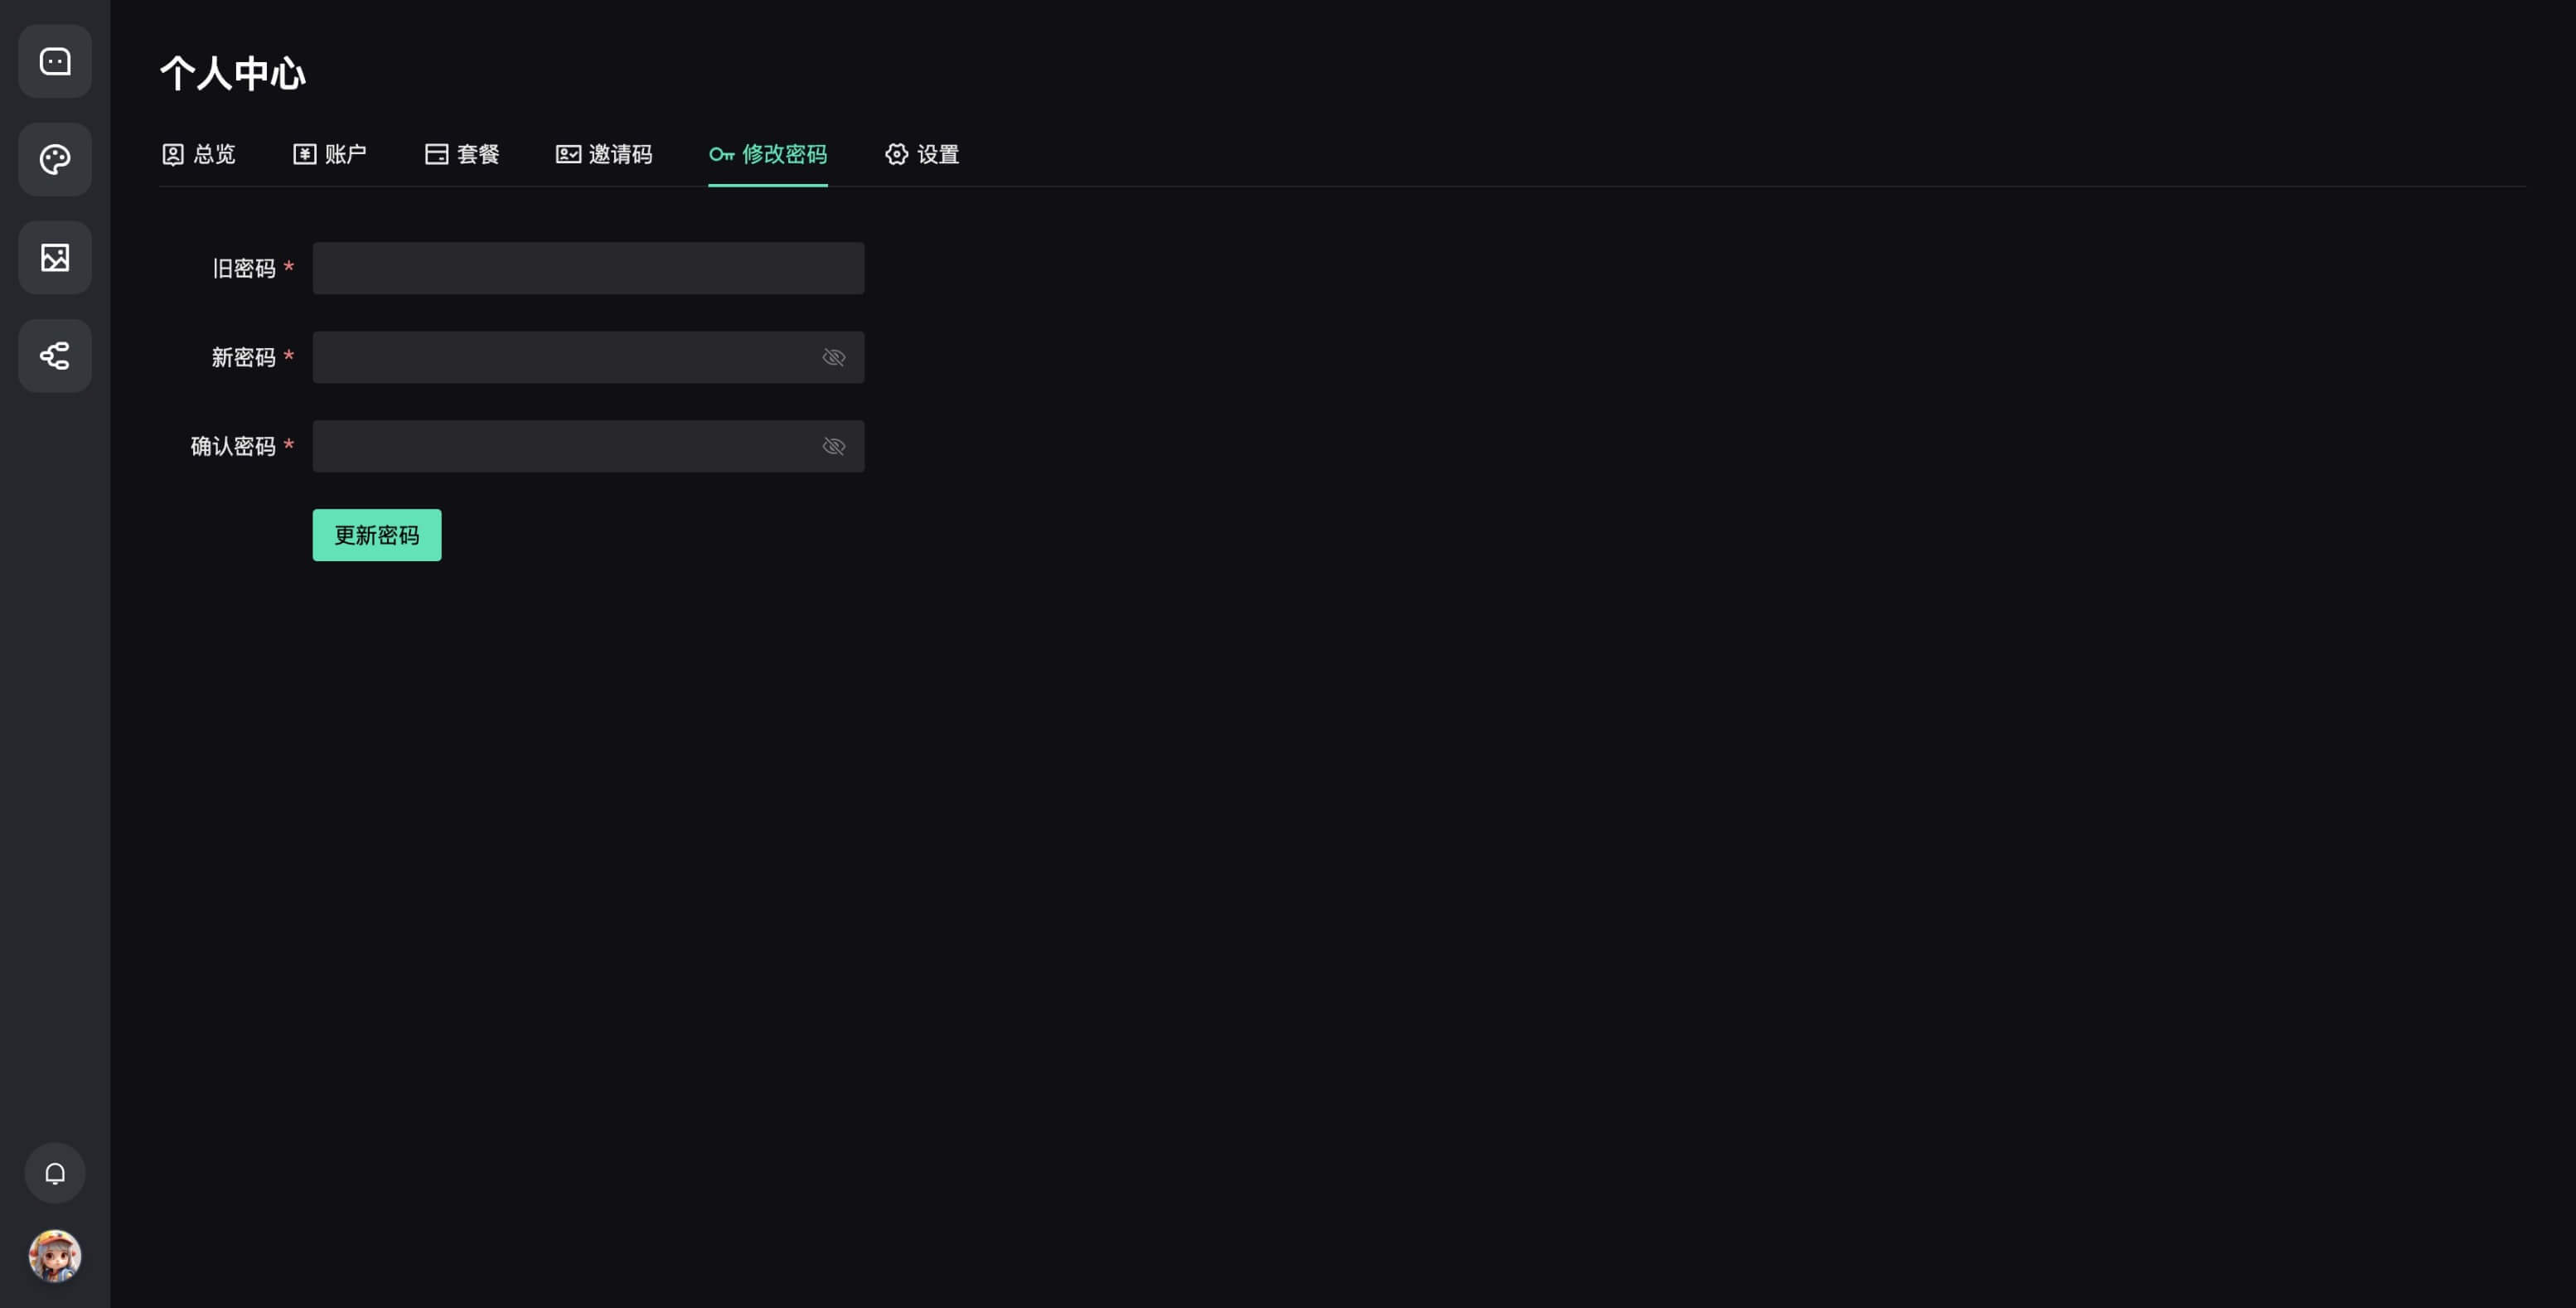 个人中心
总览 账户 套餐 邀请码 修改密码 设置
旧密码 *
新密码 *
确认密码 *
更新密码